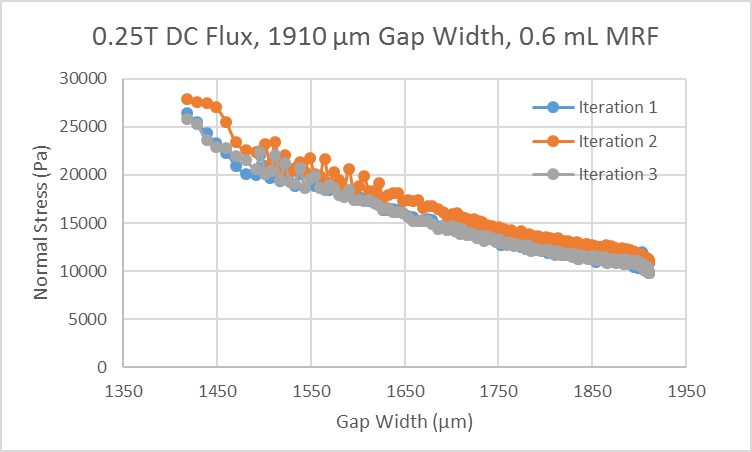 0.25T DC Flux, 1910 µm Gap Width, 0.6 mL MRF
30000
25000
20000
15000
10000
5000
0
Normal Stress (Pa)
Iteration 1
Iteration 2
Iteration 3
1350 1450 1550 1650 1750 1850 1950
Gap Width (µm)